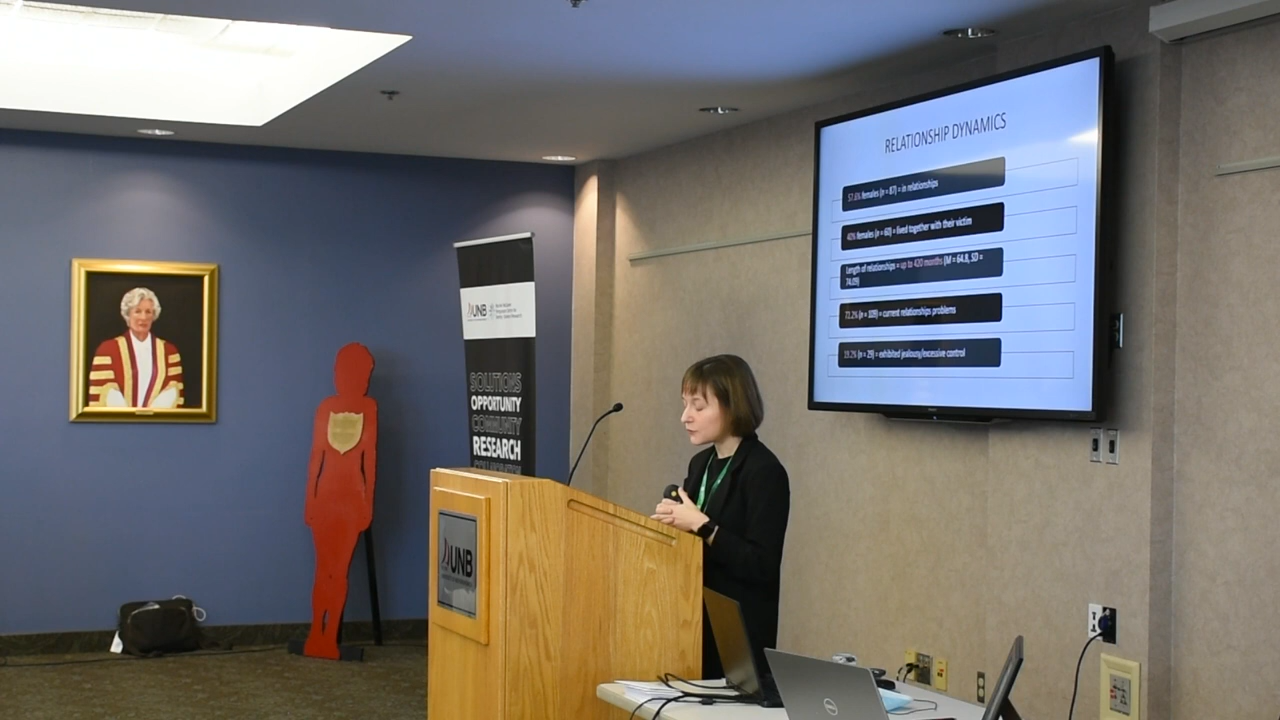 RELATIONSHIP DYNAMICS
57.6% females (n = 87) = in relationships
40% females (n = 60) = lived together with their victim
Length of relationships = up to 420 months (M = 64.8, SD =
74.09)
72.2% (n = 109) = current relationships problems
19.2% (n = 29) = exhibited jealousy/excessive control
UNB
SOLUTIONS
OPPORTUNITY
COMMUNITY
RESEARCH
UNB